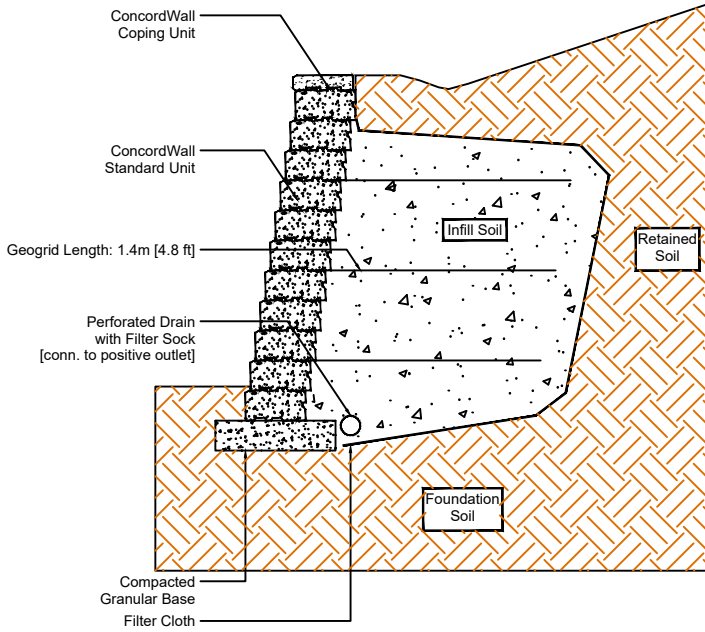 ConcordWall
Coping Unit
ConcordWall
Standard Unit
Infill Soil
Retained
Soil
Geogrid Length: 1.4m [4.8 ft]
Perforated Drain
with Filter Sock
[conn. to positive outlet]
Foundation
Soil
Compacted
Granular Base
Filter Cloth